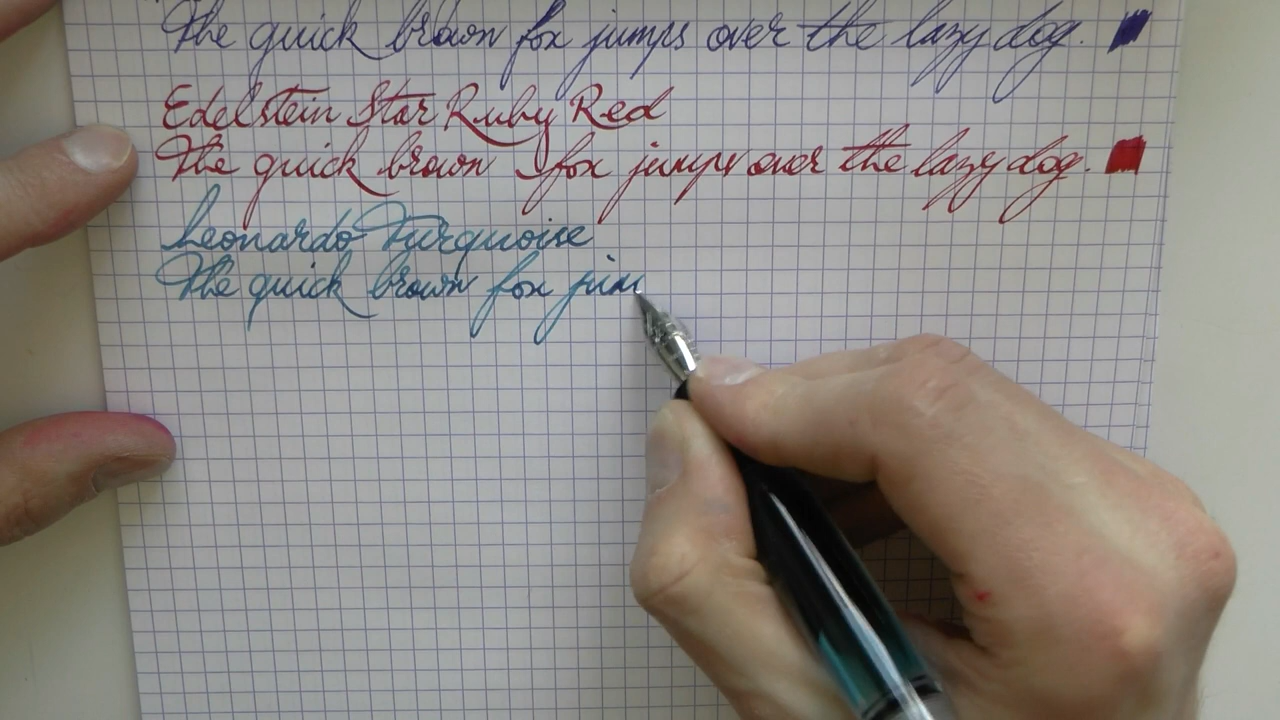 The quick brown fox jumps over the lazy dog.
Edelstein Star Ruby Red
The quick brown fox jumps over the lazy dog.
Leonardo Turquoise
The quick brown fox jum